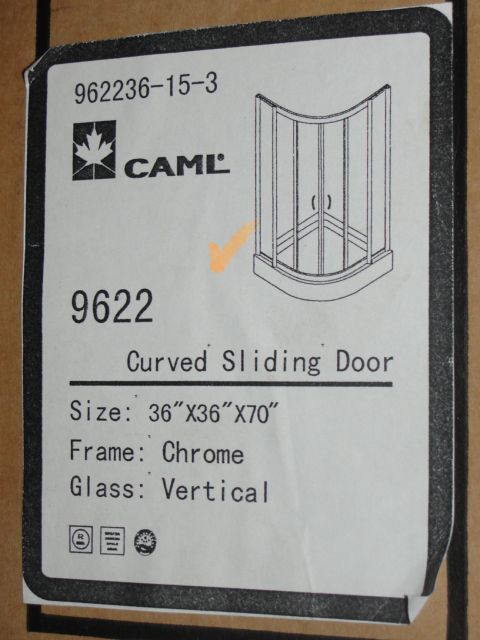 962236-15-3
CAML®
9622
Curved Sliding Door
Size: 36"X36"X70"
Frame: Chrome
Glass: Vertical
R